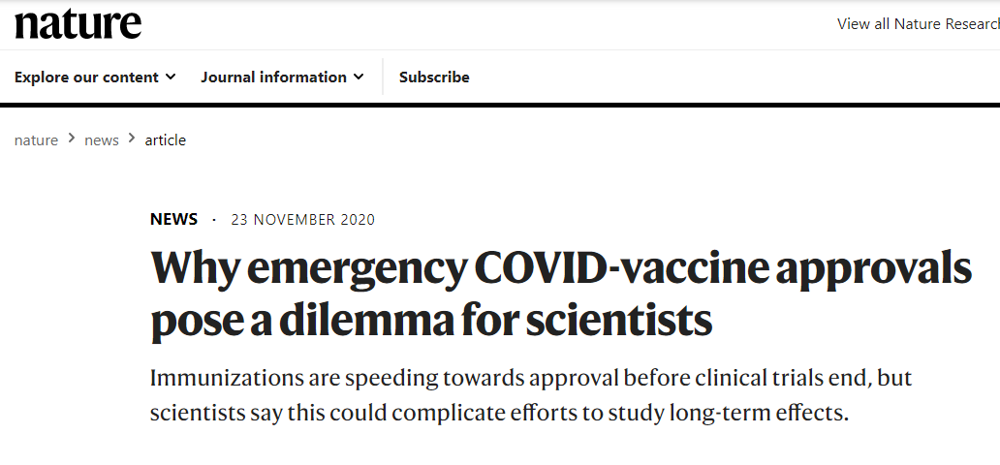 nature
View all Nature Research
Explore our content
Journal information
Subscribe
nature > news > article
NEWS · 23 NOVEMBER 2020
Why emergency COVID-vaccine approvals
pose a dilemma for scientists
Immunizations are speeding towards approval before clinical trials end, but
scientists say this could complicate efforts to study long-term effects.